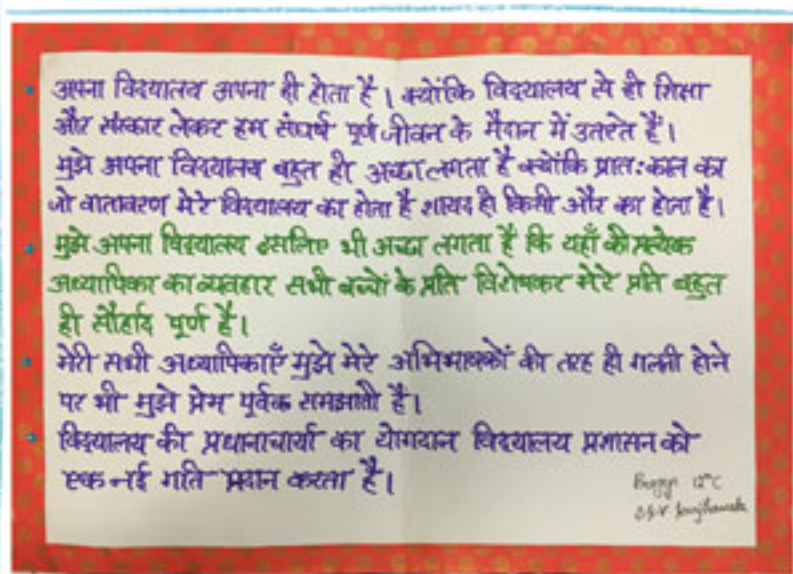 अपना विद्यालय अपना ही होता है। क्योंकि विद्यालय से ही शिक्षा
और संस्कार लेकर हम संघर्ष पूर्ण जीवन के मैदान में उतरते हैं।
मुझे अपना विद्यालय बहुत ही अच्छा लगता है क्योंकि प्रातःकाल का
जो वातावरण मेरे विद्यालय का होता है शायद ही किसी और का होता है।
मुझे अपना विद्यालय इसलिए भी अच्छा लगता है कि यहाँ की प्रत्येक
अध्यापिका का व्यवहार सभी बच्चों के प्रति विशेषकर मेरे प्रति बहुत
ही सौहार्द पूर्ण है।
मेरी सभी अध्यापिकाएँ मुझे मेरे अभिभावकों की तरह ही गलती होने
पर भी मुझे प्रेम पूर्वक समझाती है।
विद्यालय की प्रधानाचार्या का योगदान विद्यालय प्रशासन को
एक नई गति प्रदान करता है।
12th C